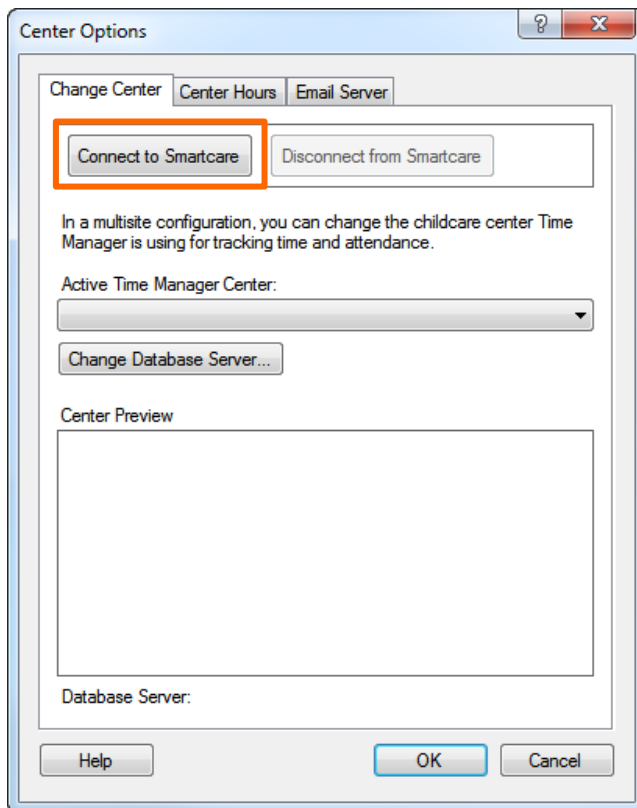 Center Options
?
X
Change Center
Center Hours
Email Server
Connect to Smartcare
Disconnect from Smartcare
In a multisite configuration, you can change the childcare center Time
Manager is using for tracking time and attendance.
Active Time Manager Center:
Change Database Server...
Center Preview
Database Server:
Help
OK
Cancel